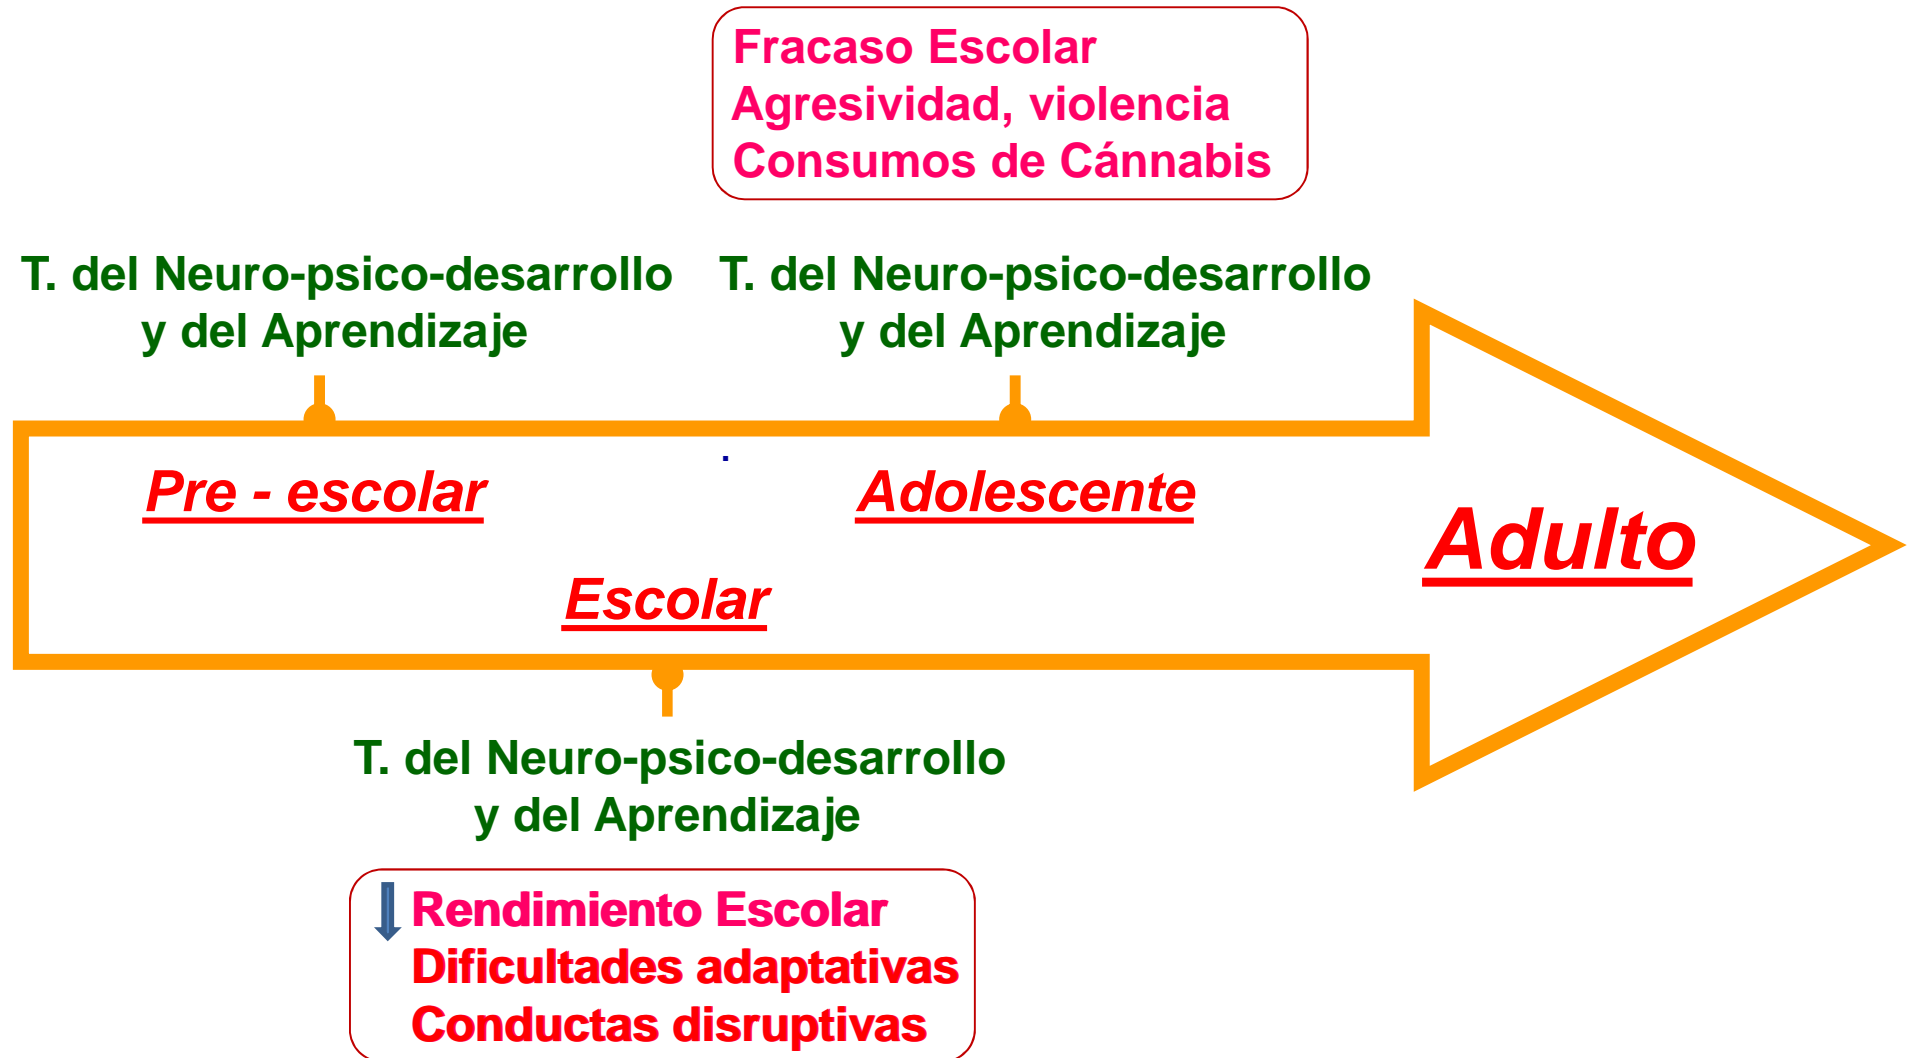 Fracaso Escolar
Agresividad, violencia
Consumos de Cánnabis
T. del Neuro-psico-desarrollo
y del Aprendizaje
T. del Neuro-psico-desarrollo
y del Aprendizaje
.
Pre - escolar
Adolescente
Adulto
Escolar
T. del Neuro-psico-desarrollo
y del Aprendizaje
Rendimiento Escolar
Dificultades adaptativas
Conductas disruptivas